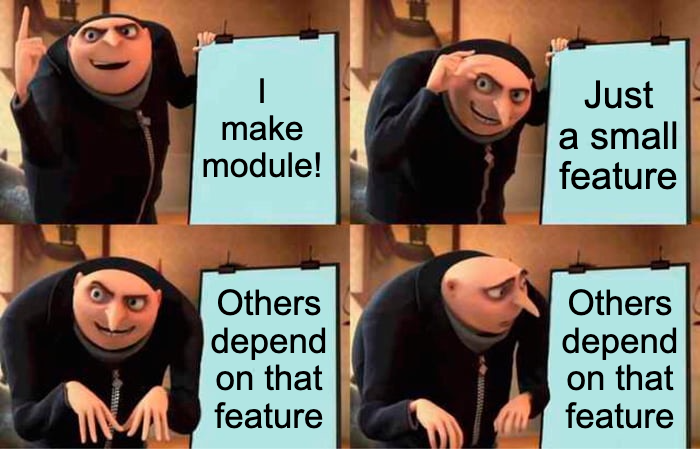 I
make
module!
Just
a small
feature
Others
depend
on that
feature
Others
depend
on that
feature